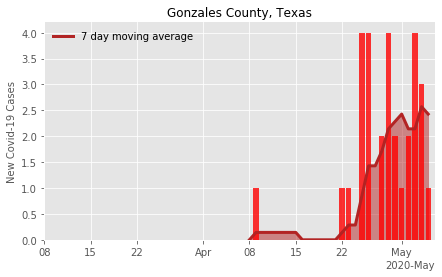 Gonzales County, Texas
7 day moving average
New Covid-19 Cases
4.0
3.5
3.0
2.5
2.0
1.5
1.0
0.5
0.0
08 15 22 Apr 08 15 22 May
2020-May